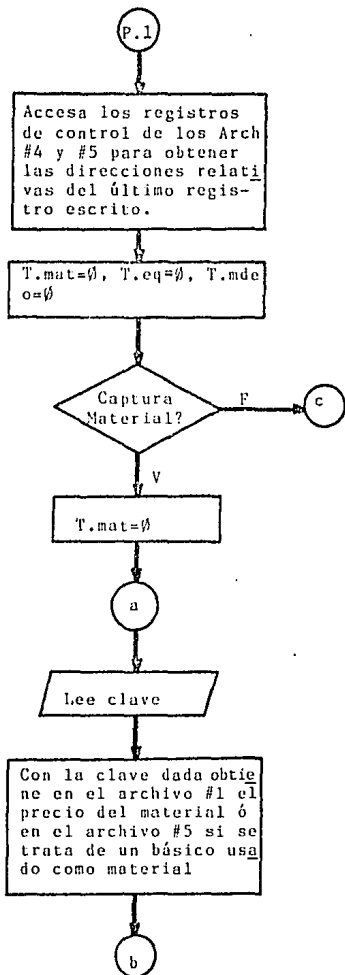 P.1
Accesa los registros
de control de los Arch
#4 y #5 para obtener
las direcciones relati
vas del último regis-
tro escrito.
T.mat=Ø, T.eq=Ø, T.mde
o=Ø
Captura
Material?
F
c
V
T.mat=Ø
a
Lee clave
Con la clave dada obtie
ne en el archivo #1 el
precio del material ó
en el archivo #5 si se
trata de un básico usa
do como material
b